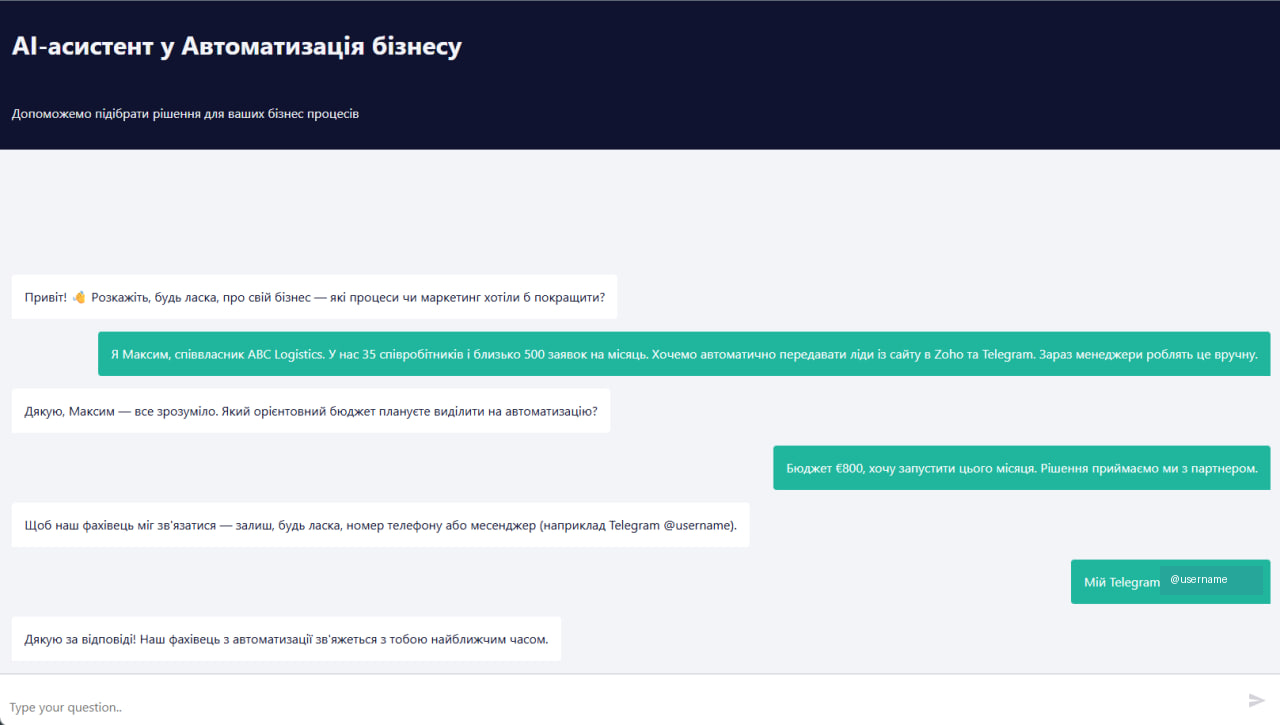 AI-асистент у Автоматизація бізнесу
Допоможемо підібрати рішення для ваших бізнес процесів
Привіт! 👋 Розкажіть, будь ласка, про свій бізнес — які процеси чи маркетинг хотіли б покращити?
Я Максим, співвласник ABC Logistics. У нас 35 співробітників і близько 500 заявок на місяць. Хочемо автоматично передавати ліди із сайту в Zoho та Telegram. Зараз менеджери роблять це вручну.
Дякую, Максим — все зрозуміло. Який орієнтовний бюджет плануєте виділити на автоматизацію?
Бюджет €800, хочу запустити цього місяця. Рішення приймаємо ми з партнером.
Щоб наш фахівець міг зв'язатися — залиш, будь ласка, номер телефону або месенджер (наприклад Telegram @username).
Мій Telegram @username
Дякую за відповіді! Наш фахівець з автоматизації зв'яжеться з тобою найближчим часом.
Type your question..